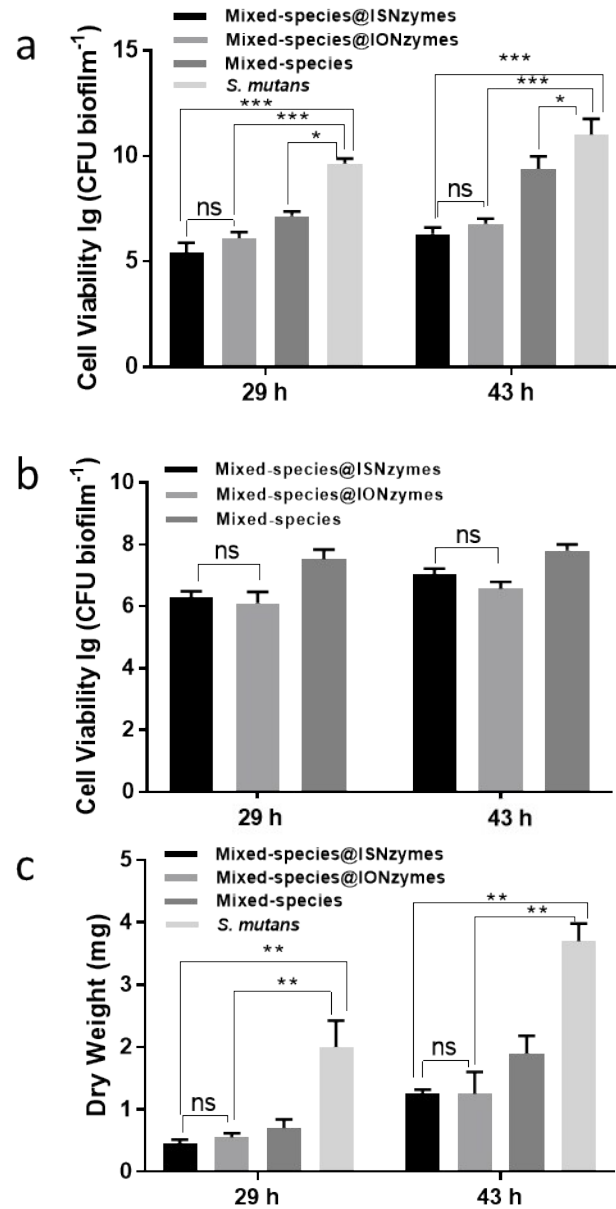 a
Mixed-species@ISNzymes
Mixed-species@IONzymes
Mixed-species
S. mutans
Cell Viability lg (CFU biofilm-1)
15
10
5
0
***
***
*
ns
***
***
*
ns
29 h
43 h
b
Mixed-species@ISNzymes
Mixed-species@IONzymes
Mixed-species
Cell Viability lg (CFU biofilm-1)
10
8
6
4
2
0
ns
ns
29 h
43 h
c
Mixed-species@ISNzymes
Mixed-species@IONzymes
Mixed-species
S. mutans
Dry Weight (mg)
5
4
3
2
1
0
**
**
ns
**
**
ns
29 h
43 h